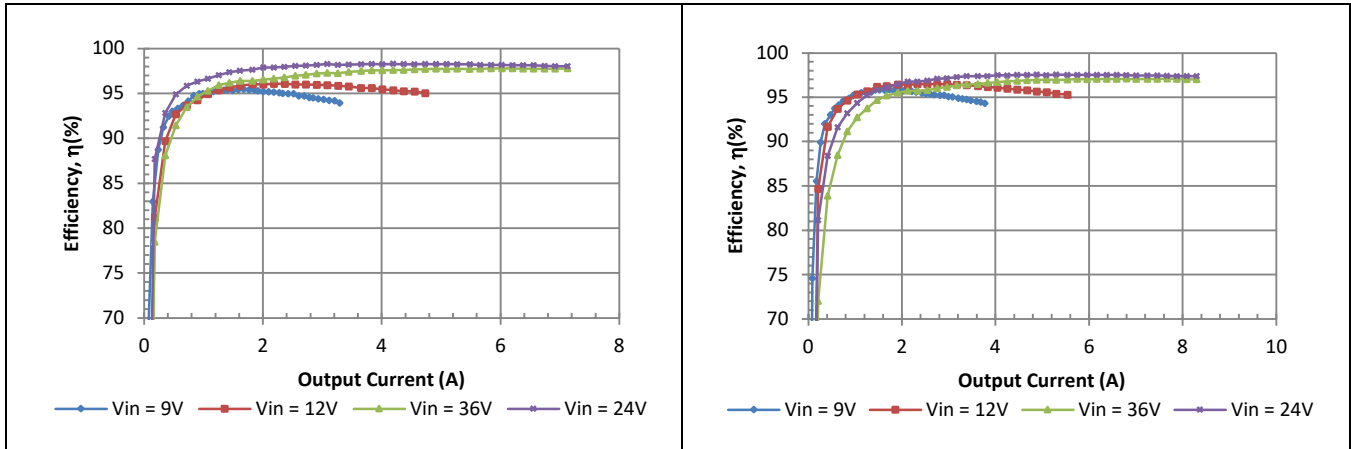 100
95
90
85
80
75
70
Efficiency, η(%)
0 2 4 6 8
Output Current (A)
Vin = 9V Vin = 12V Vin = 36V Vin = 24V
100
95
90
85
80
75
70
Efficiency, η(%)
0 2 4 6 8 10
Output Current (A)
Vin = 9V Vin = 12V Vin = 36V Vin = 24V